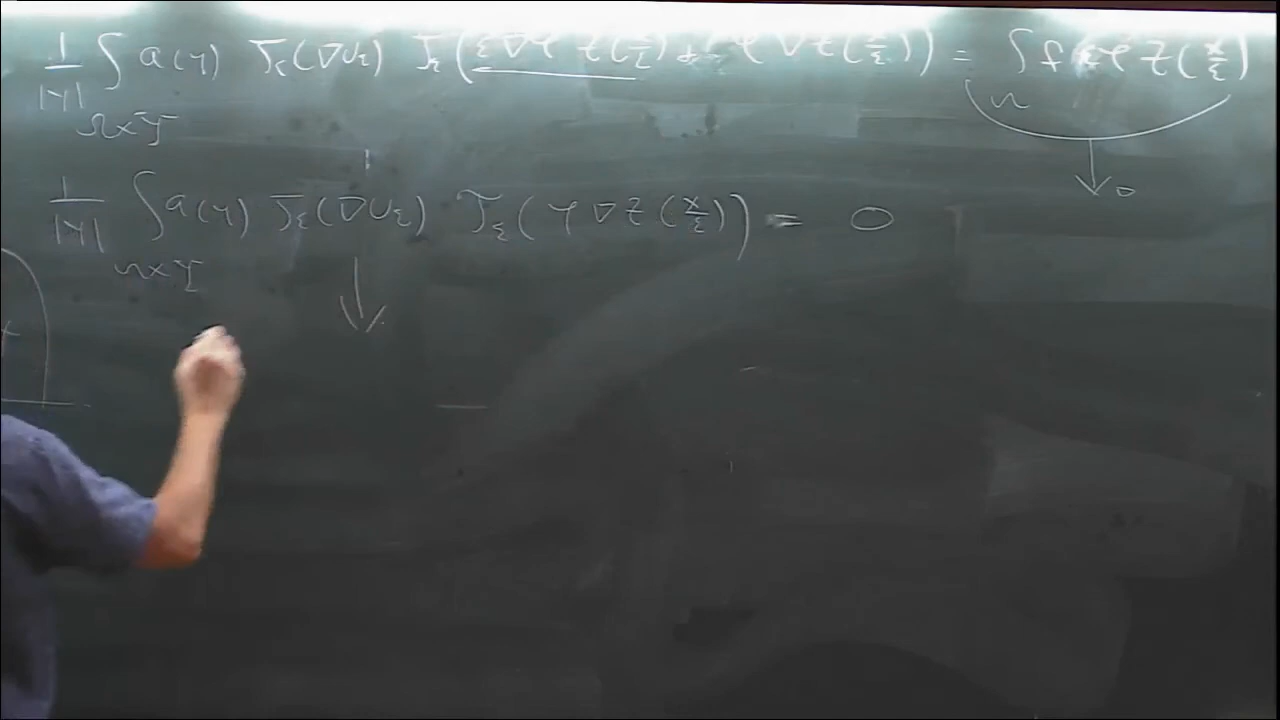 1/|Y| ∫_{Ω×Y} a(y) T_ε(∇u_ε) T_ε(ε∇φ z(x/ε) + ε φ ∇z(x/ε)) = ∫_Ω f ε φ z(x/ε)
↓ 0
1/|Y| ∫_{Ω×Y} a(y) T_ε(∇u_ε) T_ε(φ ∇z(x/ε)) = 0
↓